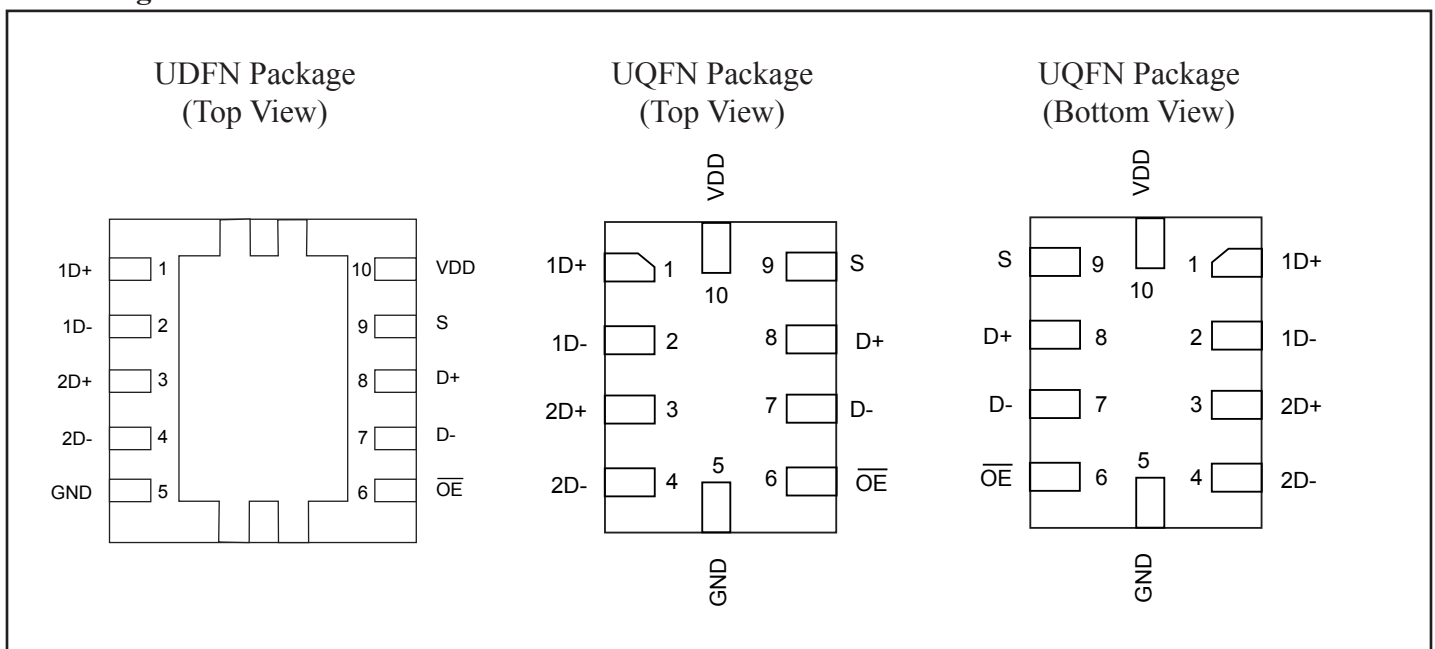 UDFN Package
(Top View)
1D+ 1 10 VDD
1D- 2 9 S
2D+ 3 8 D+
2D- 4 7 D-
GND 5 6 O̅E̅
UQFN Package
(Top View)
VDD
1D+ 1 9 S
10
1D- 2 8 D+
2D+ 3 7 D-
5
2D- 4 6 O̅E̅
GND
UQFN Package
(Bottom View)
VDD
S 9 1 1D+
10
D+ 8 2 1D-
D- 7 3 2D+
5
O̅E̅ 6 4 2D-
GND